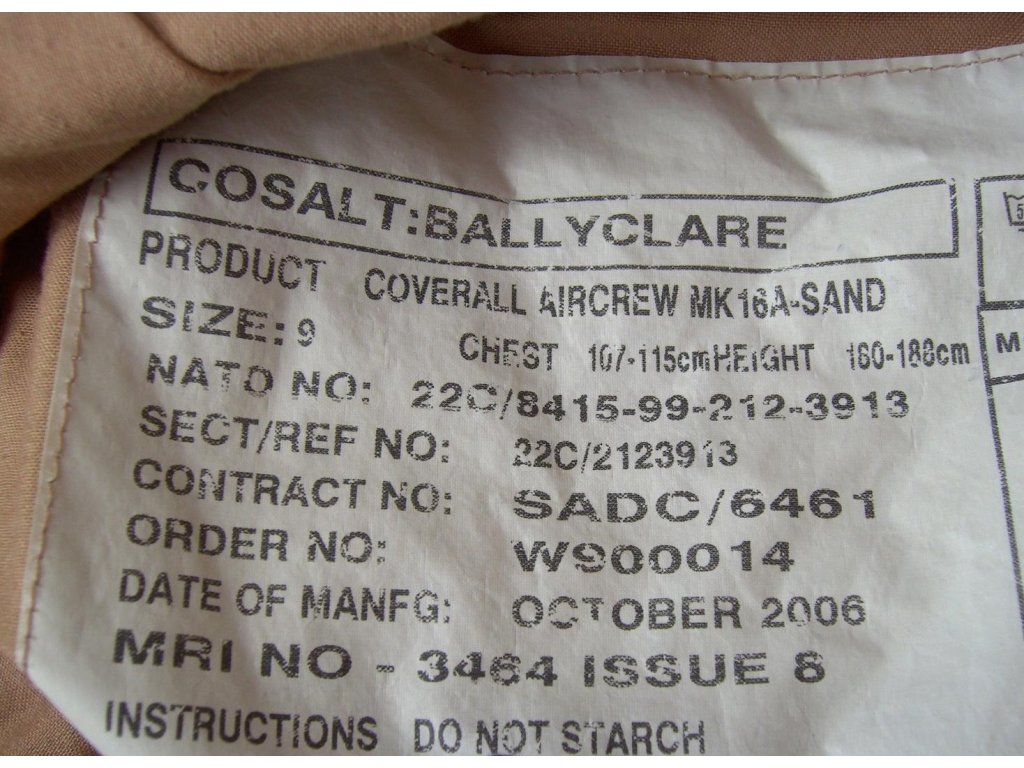 COSALT:BALLYCLARE
PRODUCT COVERALL AIRCREW MK16A-SAND
SIZE: 9 CHEST 107-115cm HEIGHT 180-188cm
NATO NO: 22C/8415-99-212-3913
SECT/REF NO: 22C/2123913
CONTRACT NO: SADC/6461
ORDER NO: W900014
DATE OF MANFG: OCTOBER 2006
MRI NO - 3464 ISSUE 8
INSTRUCTIONS DO NOT STARCH